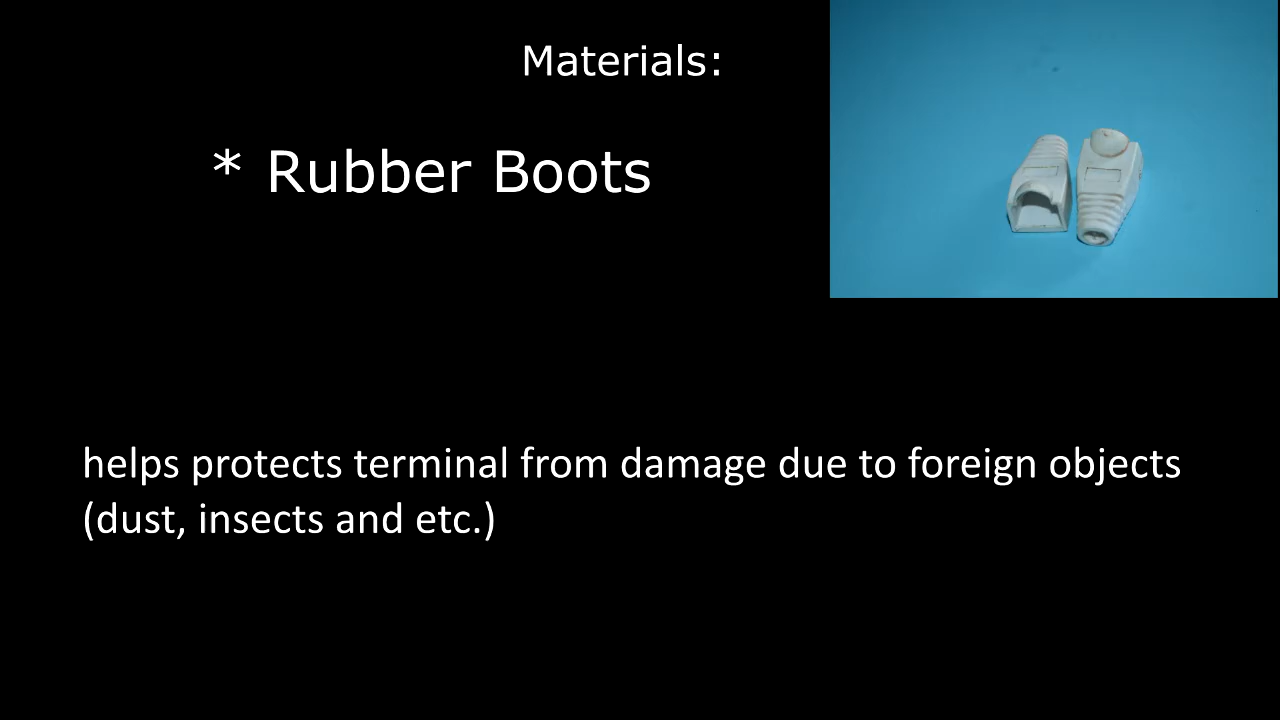 Materials:
* Rubber Boots
helps protects terminal from damage due to foreign objects
(dust, insects and etc.)